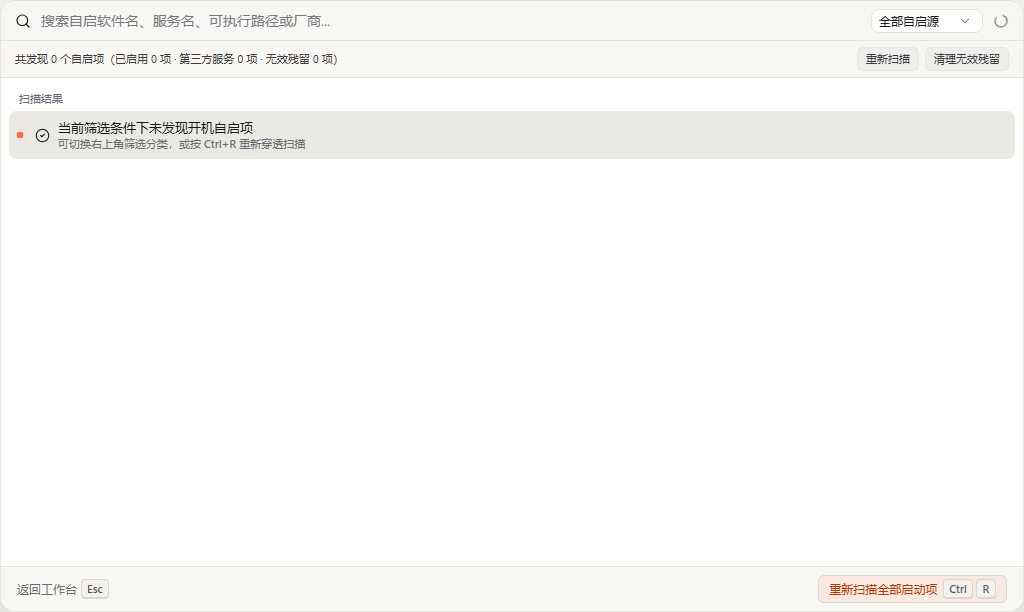 搜索自启软件名、服务名、可执行路径或厂商...
全部自启源
共发现 0 个自启项（已启用 0 项 · 第三方服务 0 项 · 无效残留 0 项）
重新扫描
清理无效残留
扫描结果
当前筛选条件下未发现开机自启项
可切换右上角筛选分类，或按 Ctrl+R 重新穿透扫描
返回工作台 Esc
重新扫描全部启动项 Ctrl R